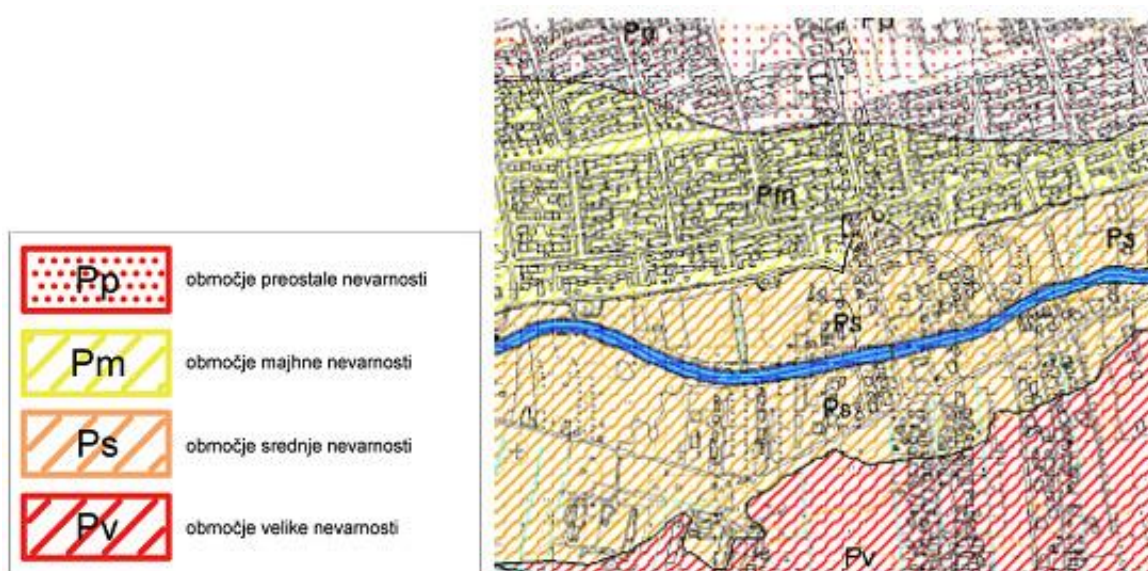 Pp območje preostale nevarnosti
Pm območje majhne nevarnosti
Ps območje srednje nevarnosti
Pv območje velike nevarnosti
Pp
Pp
Pm
Ps
Ps
Ps
Pv